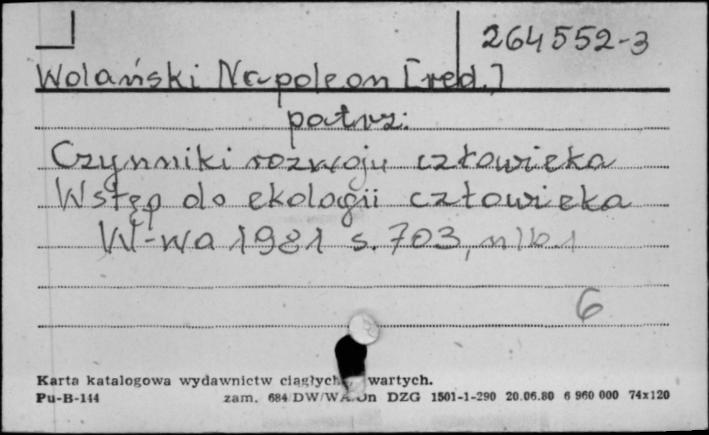 264552-3
Wolański Napoleon [red.]
patrz:
Czynniki rozwoju człowieka
Wstęp do ekologii człowieka
W-wa 1981 s. 703, nlb. 1
6
Karta katalogowa wydawnictw ciągłych wartych.
Pu-B-144 zam. 684/DW/WA DZG 1501-1-290 20.06.80 6 960 000 74x120